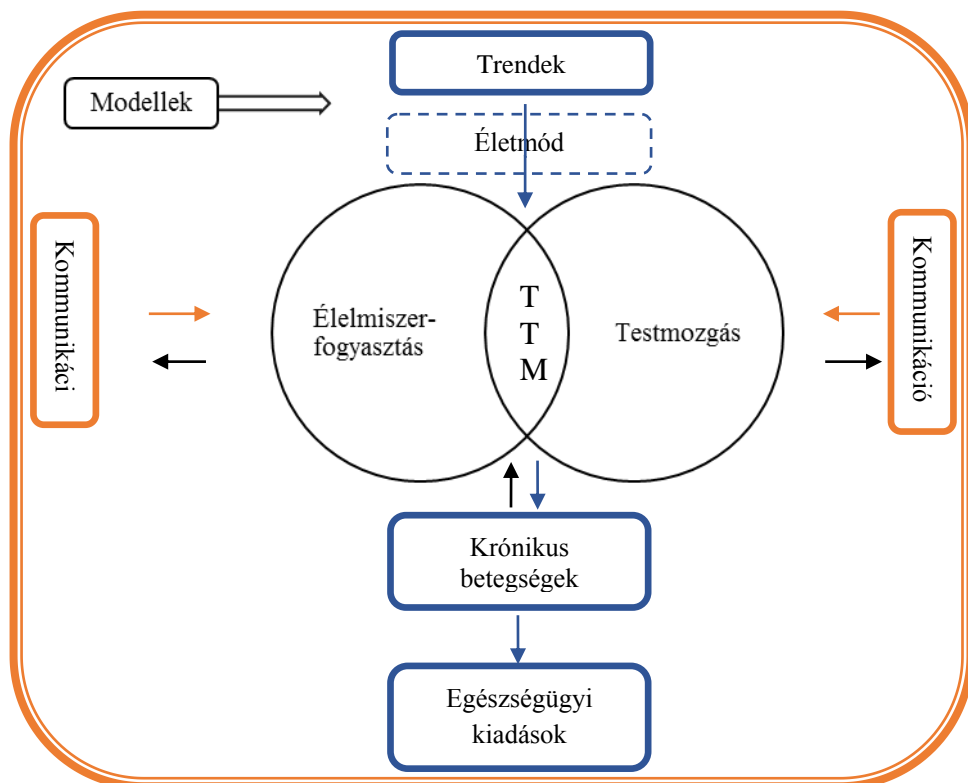 Trendek
Modellek
Életmód
Kommunikáci
Élelmiszer-
fogyasztás
T
T
M
Testmozgás
Kommunikáció
Krónikus
betegségek
Egészségügyi
kiadások